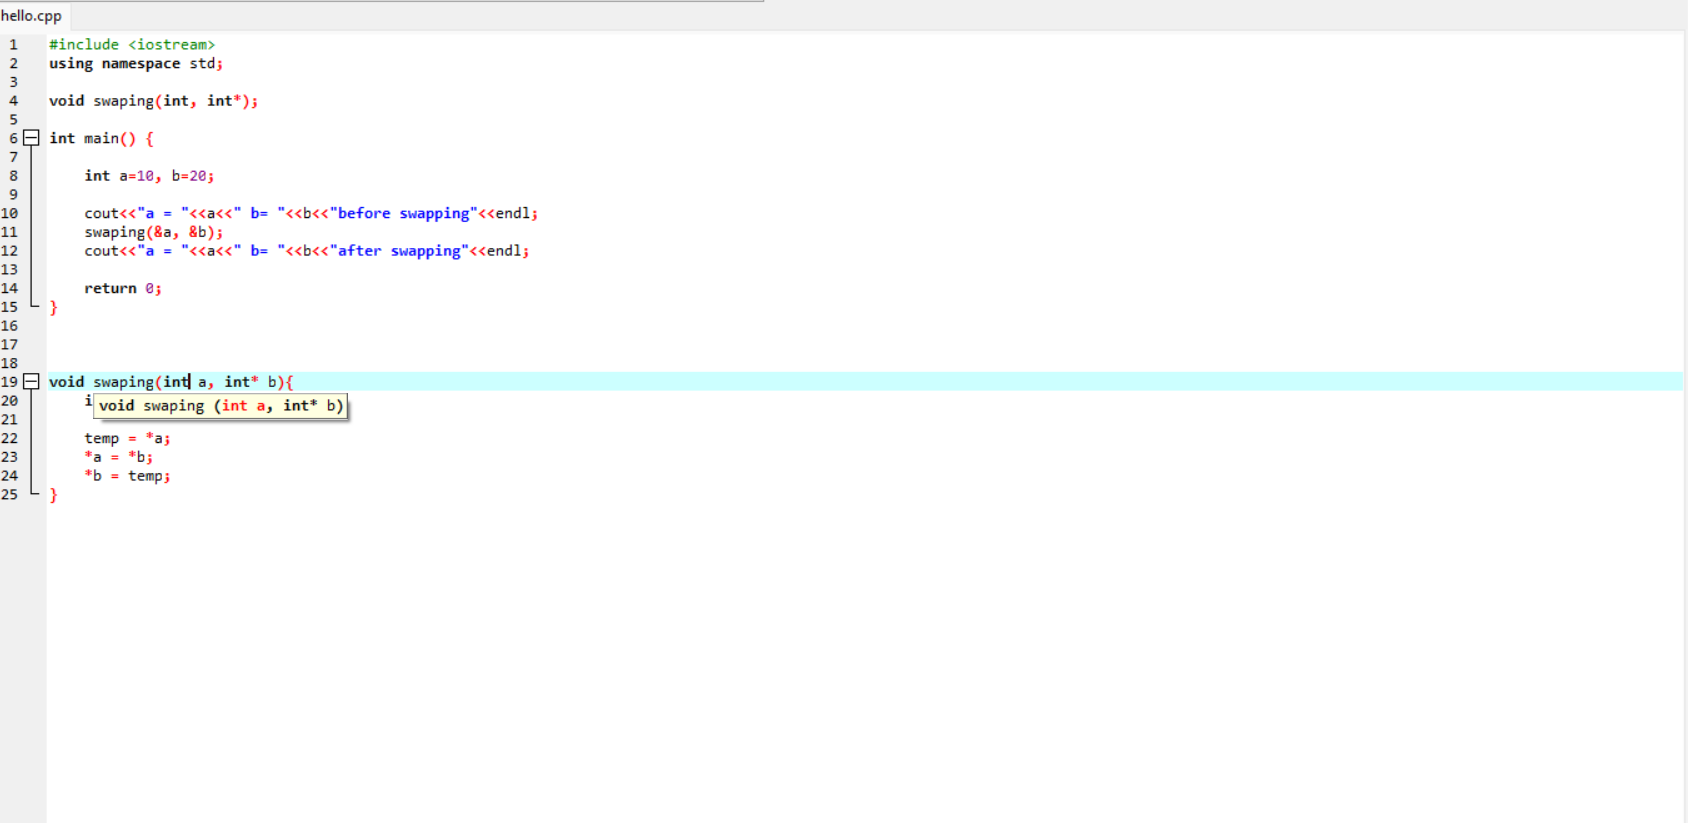 hello.cpp
1 #include <iostream>
2 using namespace std;
3
4 void swaping(int, int*);
5
6 int main() {
7
8 int a=10, b=20;
9
10 cout<<"a = "<<a<<" b= "<<b<<"before swapping"<<endl;
11 swaping(&a, &b);
12 cout<<"a = "<<a<<" b= "<<b<<"after swapping"<<endl;
13
14 return 0;
15 }
16
17
18
19 void swaping(int a, int* b){
20 i
void swaping (int a, int* b)
21
22 temp = *a;
23 *a = *b;
24 *b = temp;
25 }